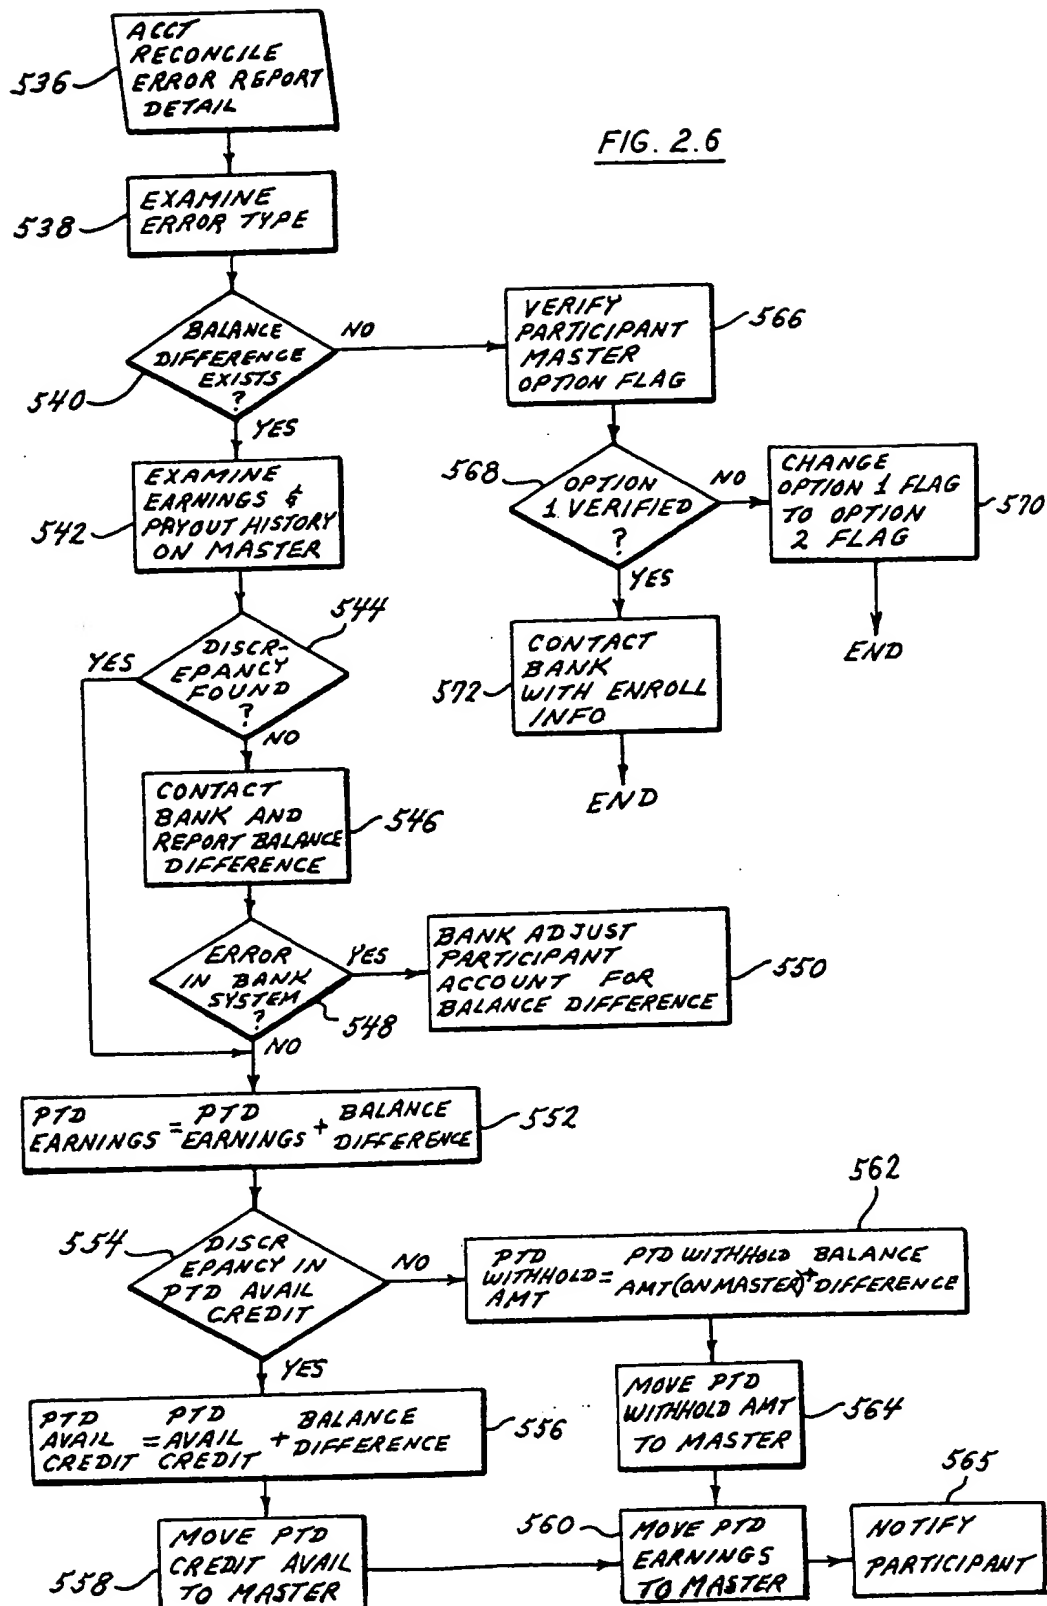 ACCT
RECONCILE
ERROR REPORT
DETAIL
536
FIG. 2.6
EXAMINE
ERROR TYPE
538
BALANCE
DIFFERENCE
EXISTS
?
540
NO
YES
VERIFY
PARTICIPANT
MASTER
OPTION FLAG
566
EXAMINE
EARNINGS &
PAYOUT HISTORY
ON MASTER
542
568
OPTION
1 VERIFIED
?
NO
YES
CHANGE
OPTION 1 FLAG
TO OPTION
2 FLAG
570
END
544
DISCR-
EPANCY
FOUND
?
YES
NO
CONTACT
BANK
WITH ENROLL
INFO
572
END
CONTACT
BANK AND
REPORT BALANCE
DIFFERENCE
546
ERROR
IN BANK
SYSTEM
?
548
YES
NO
BANK ADJUST
PARTICIPANT
ACCOUNT FOR
BALANCE DIFFERENCE
550
PTD PTD BALANCE
EARNINGS = EARNINGS + DIFFERENCE
552
554
DISCR
EPANCY IN
PTD AVAIL
CREDIT
NO
YES
562
PTD PTD WITHHOLD BALANCE
WITHHOLD = AMT (ON MASTER) + DIFFERENCE
AMT
PTD PTD BALANCE
AVAIL = AVAIL + DIFFERENCE
CREDIT CREDIT
556
MOVE PTD
WITHHOLD AMT
TO MASTER
564
MOVE PTD
CREDIT AVAIL
TO MASTER
558
560
MOVE PTD
EARNINGS
TO MASTER
565
NOTIFY
PARTICIPANT